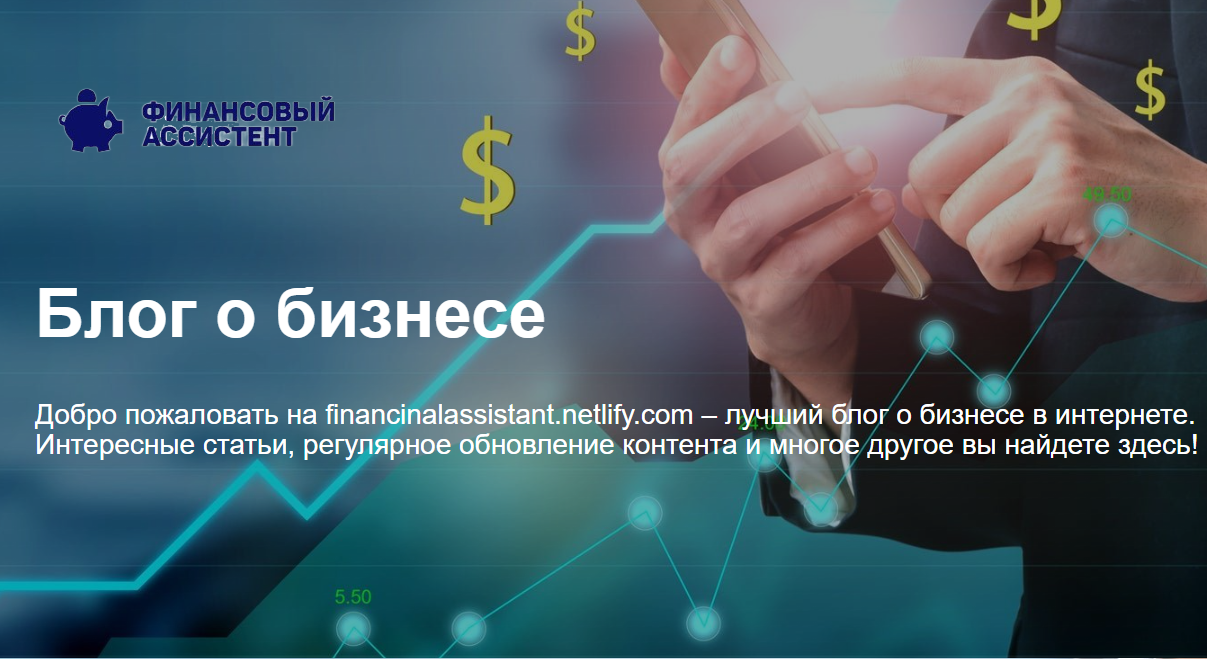 ФИНАНСОВЫЙ
АССИСТЕНТ
Блог о бизнесе
Добро пожаловать на financinalassistant.netlify.com – лучший блог о бизнесе в интернете.
Интересные статьи, регулярное обновление контента и многое другое вы найдете здесь!
$
$
$
$
49.50
5.50